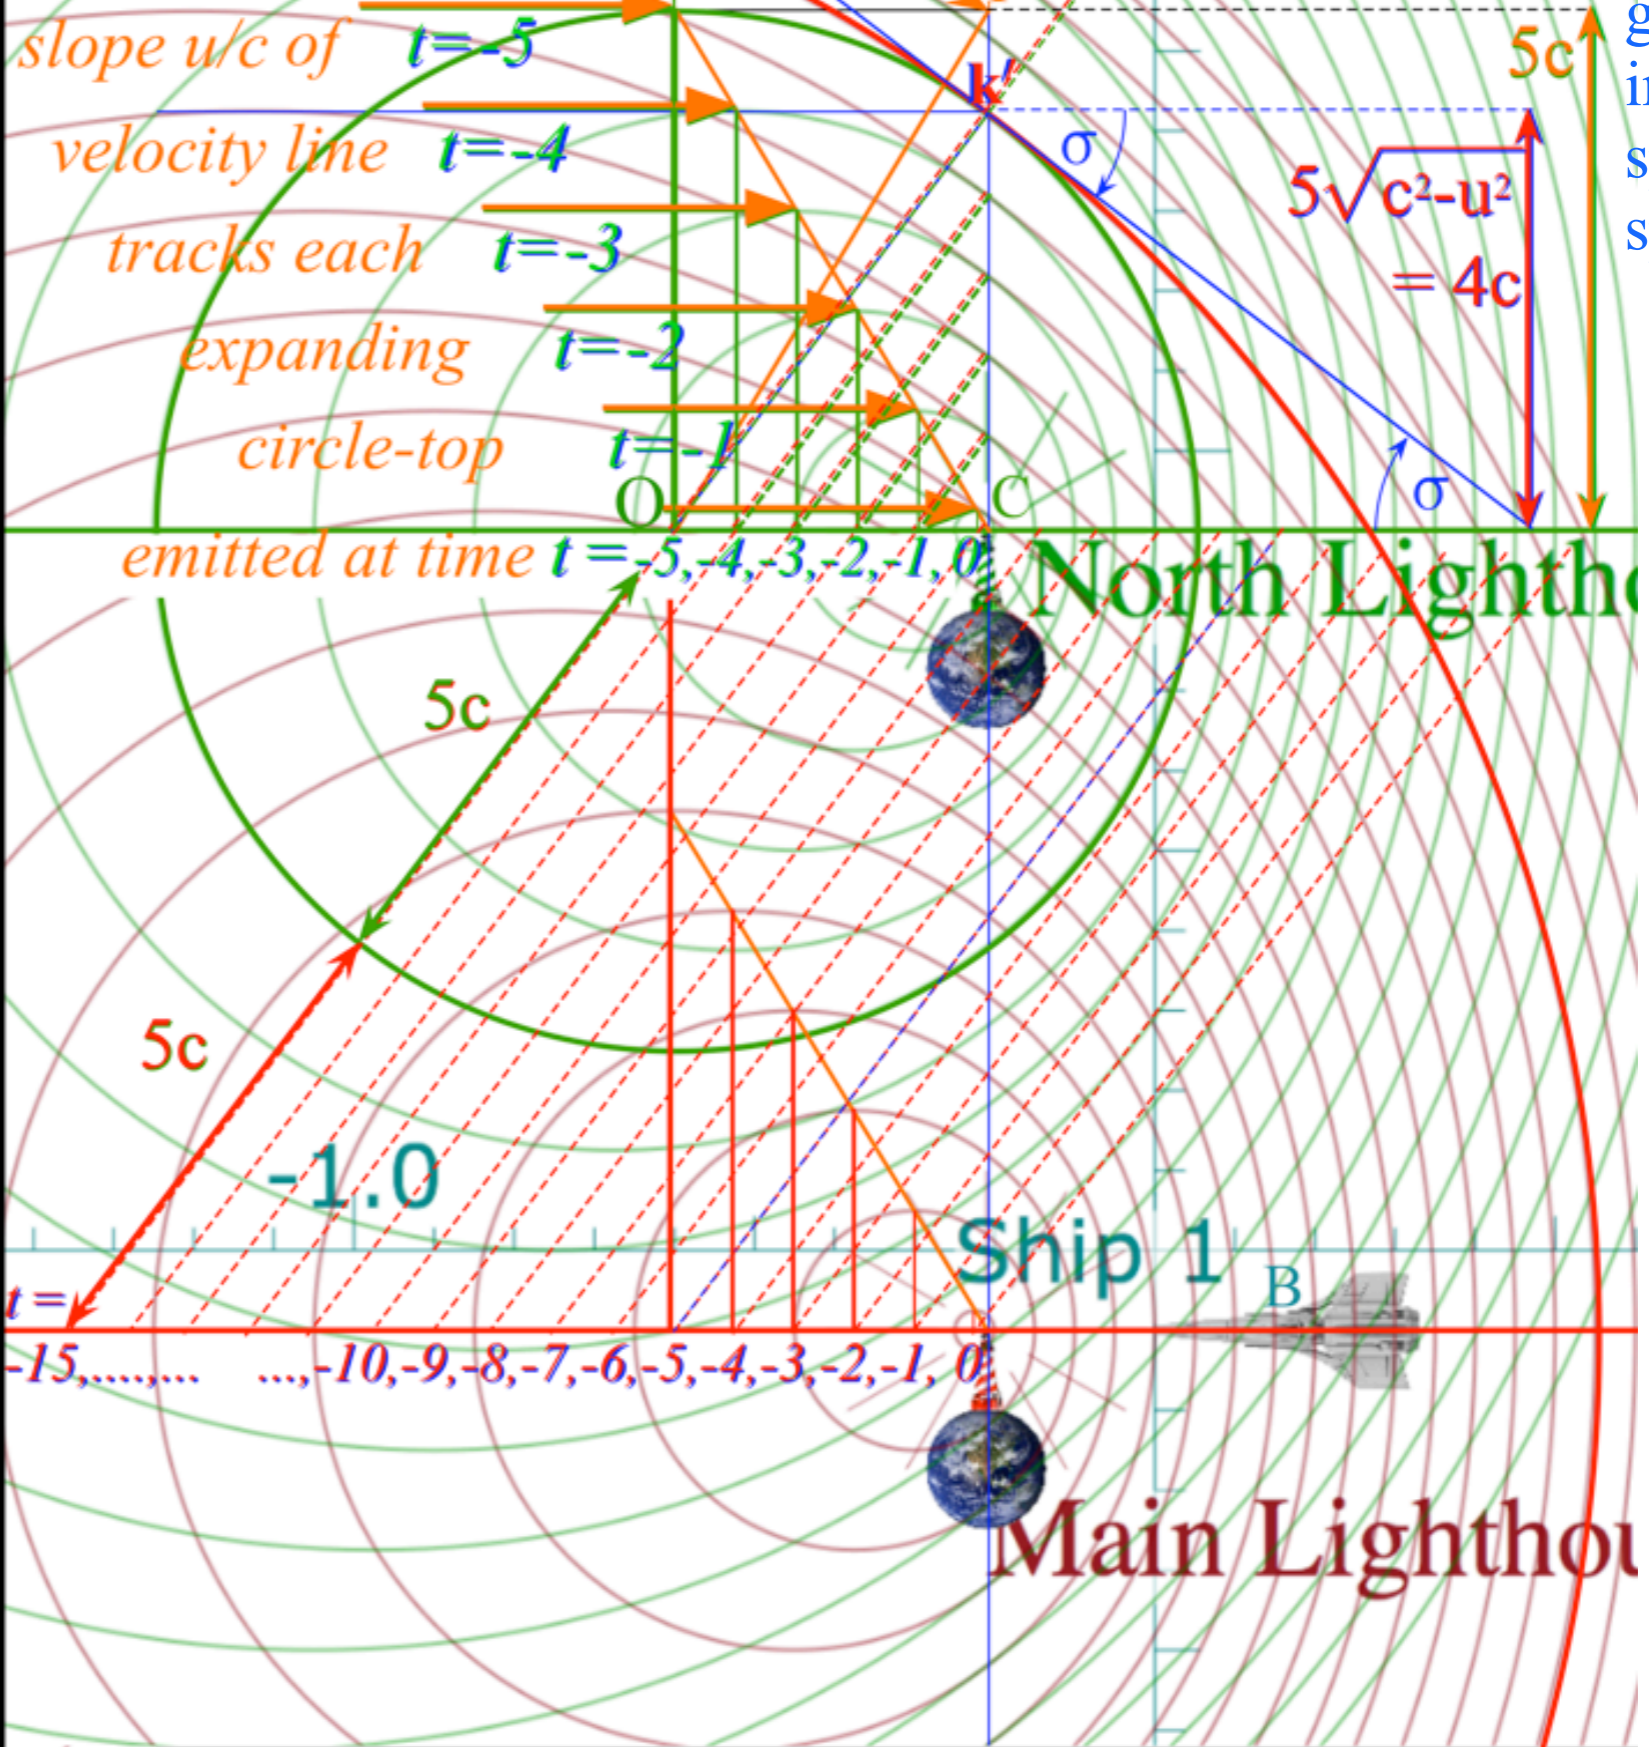 slope u/c of
t=-5
5c
k'
velocity line
t=-4
σ
5√c²-u²
= 4c
tracks each
t=-3
expanding
t=-2
circle-top
t=-1
σ
O
C
emitted at time t = -5,-4,-3,-2,-1, 0
North Lightho
5c
5c
-1.0
Ship 1
B
t =
-15,....,... ...,-10,-9,-8,-7,-6,-5,-4,-3,-2,-1, 0
Main Lighthou
g
s
s